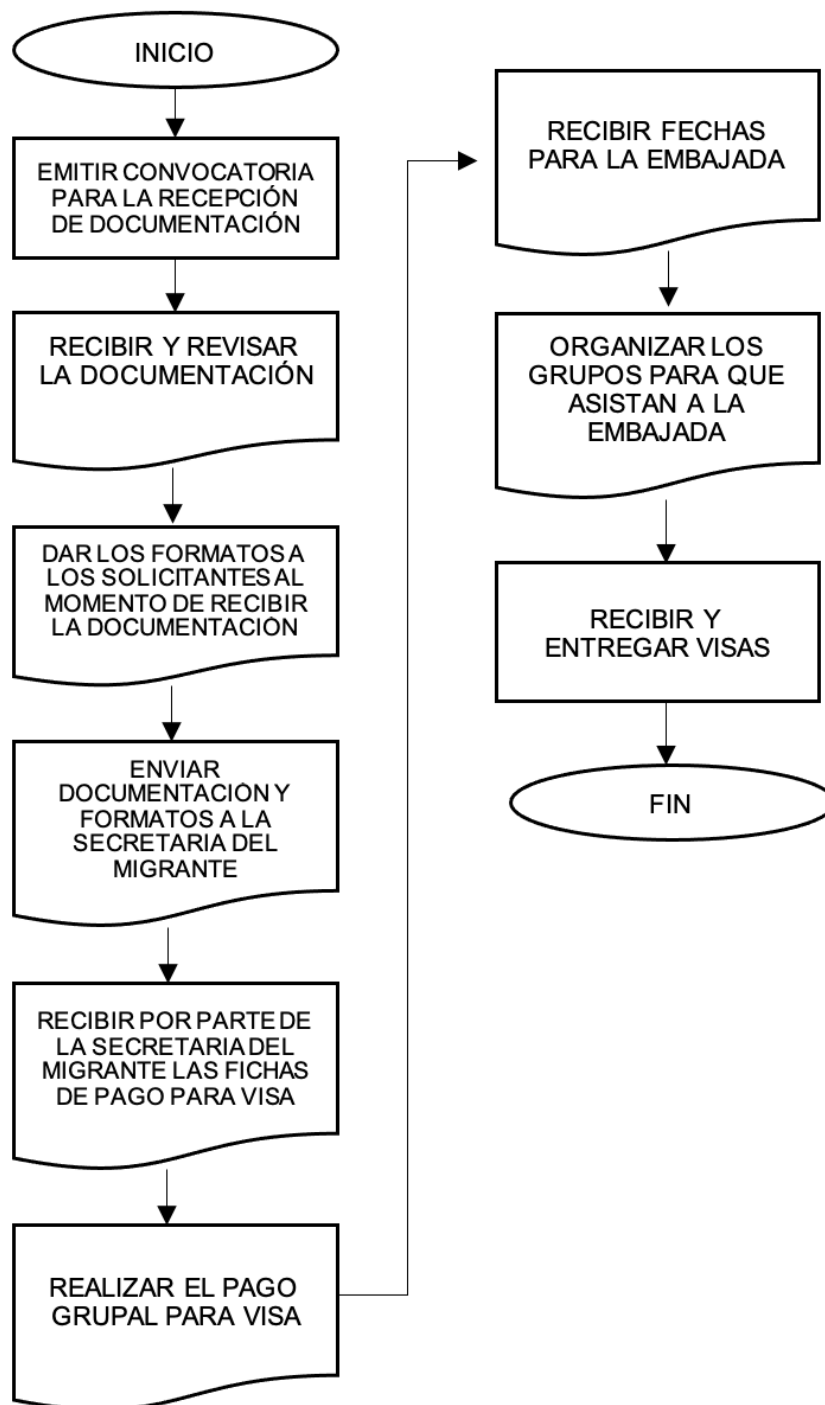 INICIO
EMITIR CONVOCATORIA
PARA LA RECEPCIÓN
DE DOCUMENTACIÓN
RECIBIR Y REVISAR
LA DOCUMENTACIÓN
DAR LOS FORMATOS A
LOS SOLICITANTES AL
MOMENTO DE RECIBIR
LA DOCUMENTACIÓN
ENVIAR
DOCUMENTACIÓN Y
FORMATOS A LA
SECRETARIA DEL
MIGRANTE
RECIBIR POR PARTE DE
LA SECRETARIA DEL
MIGRANTE LAS FICHAS
DE PAGO PARA VISA
REALIZAR EL PAGO
GRUPAL PARA VISA
RECIBIR FECHAS
PARA LA EMBAJADA
ORGANIZAR LOS
GRUPOS PARA QUE
ASISTAN A LA
EMBAJADA
RECIBIR Y
ENTREGAR VISAS
FIN